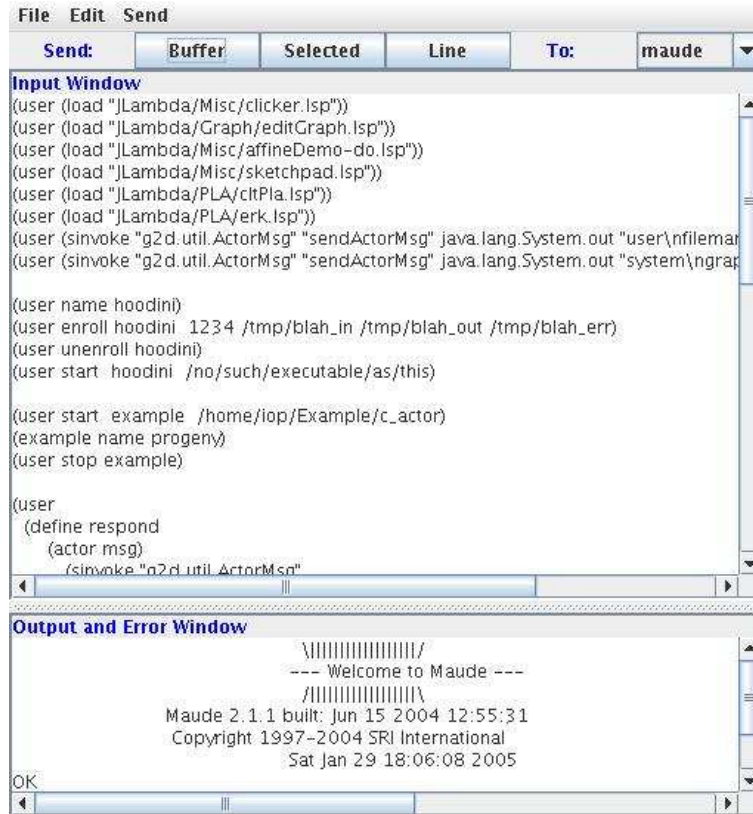 File Edit Send
Send: Buffer Selected Line To: maude
Input Window
(user (load "JLambda/Misc/clicker.lsp"))
(user (load "JLambda/Graph/editGraph.lsp"))
(user (load "JLambda/Misc/affineDemo-do.lsp"))
(user (load "JLambda/Misc/sketchpad.lsp"))
(user (load "JLambda/PLA/cltPla.lsp"))
(user (load "JLambda/PLA/erk.lsp"))
(user (sinvoke "g2d.util.ActorMsg" "sendActorMsg" java.lang.System.out "user\nfilemar
(user (sinvoke "g2d.util.ActorMsg" "sendActorMsg" java.lang.System.out "system\ngrap
(user name hoodini)
(user enroll hoodini 1234 /tmp/blah_in /tmp/blah_out /tmp/blah_err)
(user unenroll hoodini)
(user start hoodini /no/such/executable/as/this)
(user start example /home/iop/Example/c_actor)
(example name progeny)
(user stop example)
(user
(define respond
(actor msg)
(sinvoke "g2d.util.ActorMsg"
Output and Error Window
\||||||||||||||||||/
--- Welcome to Maude ---
/||||||||||||||||||\
Maude 2.1.1 built: Jun 15 2004 12:55:31
Copyright 1997-2004 SRI International
Sat Jan 29 18:06:08 2005
OK